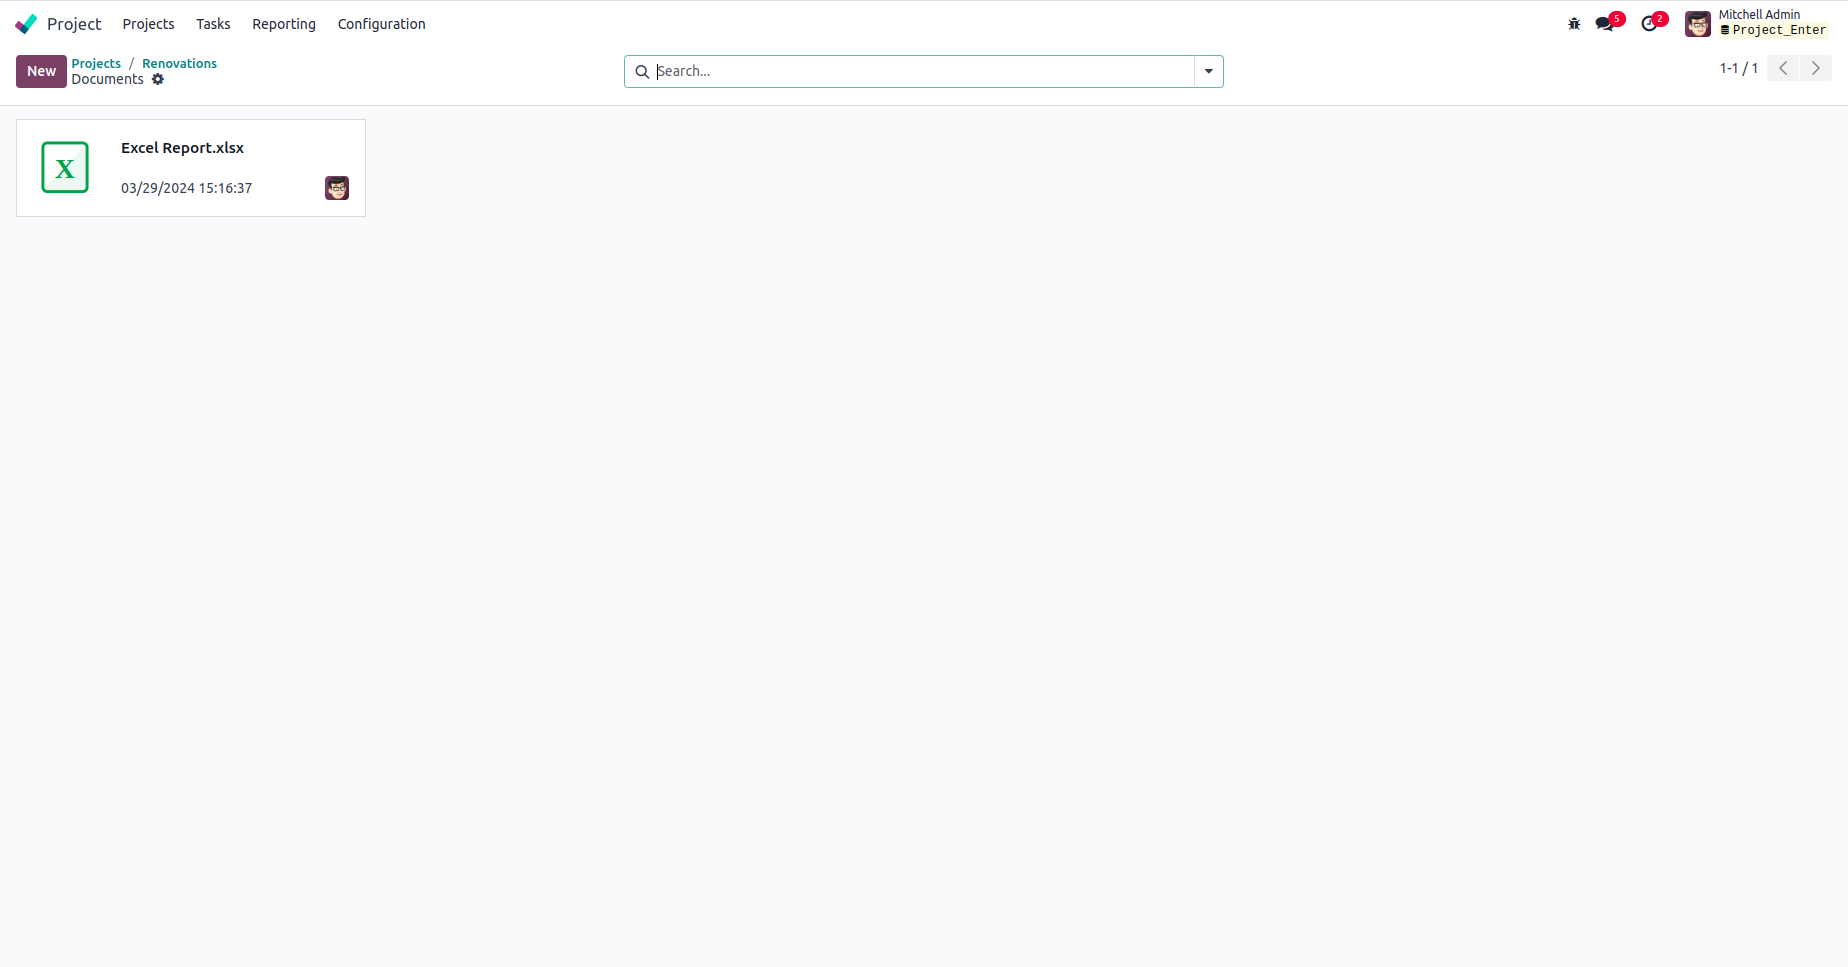 Project Projects Tasks Reporting Configuration
5 2 Mitchell Admin
Project_Enter
New Projects / Renovations
Documents
Search...
1-1 / 1
X
Excel Report.xlsx
03/29/2024 15:16:37